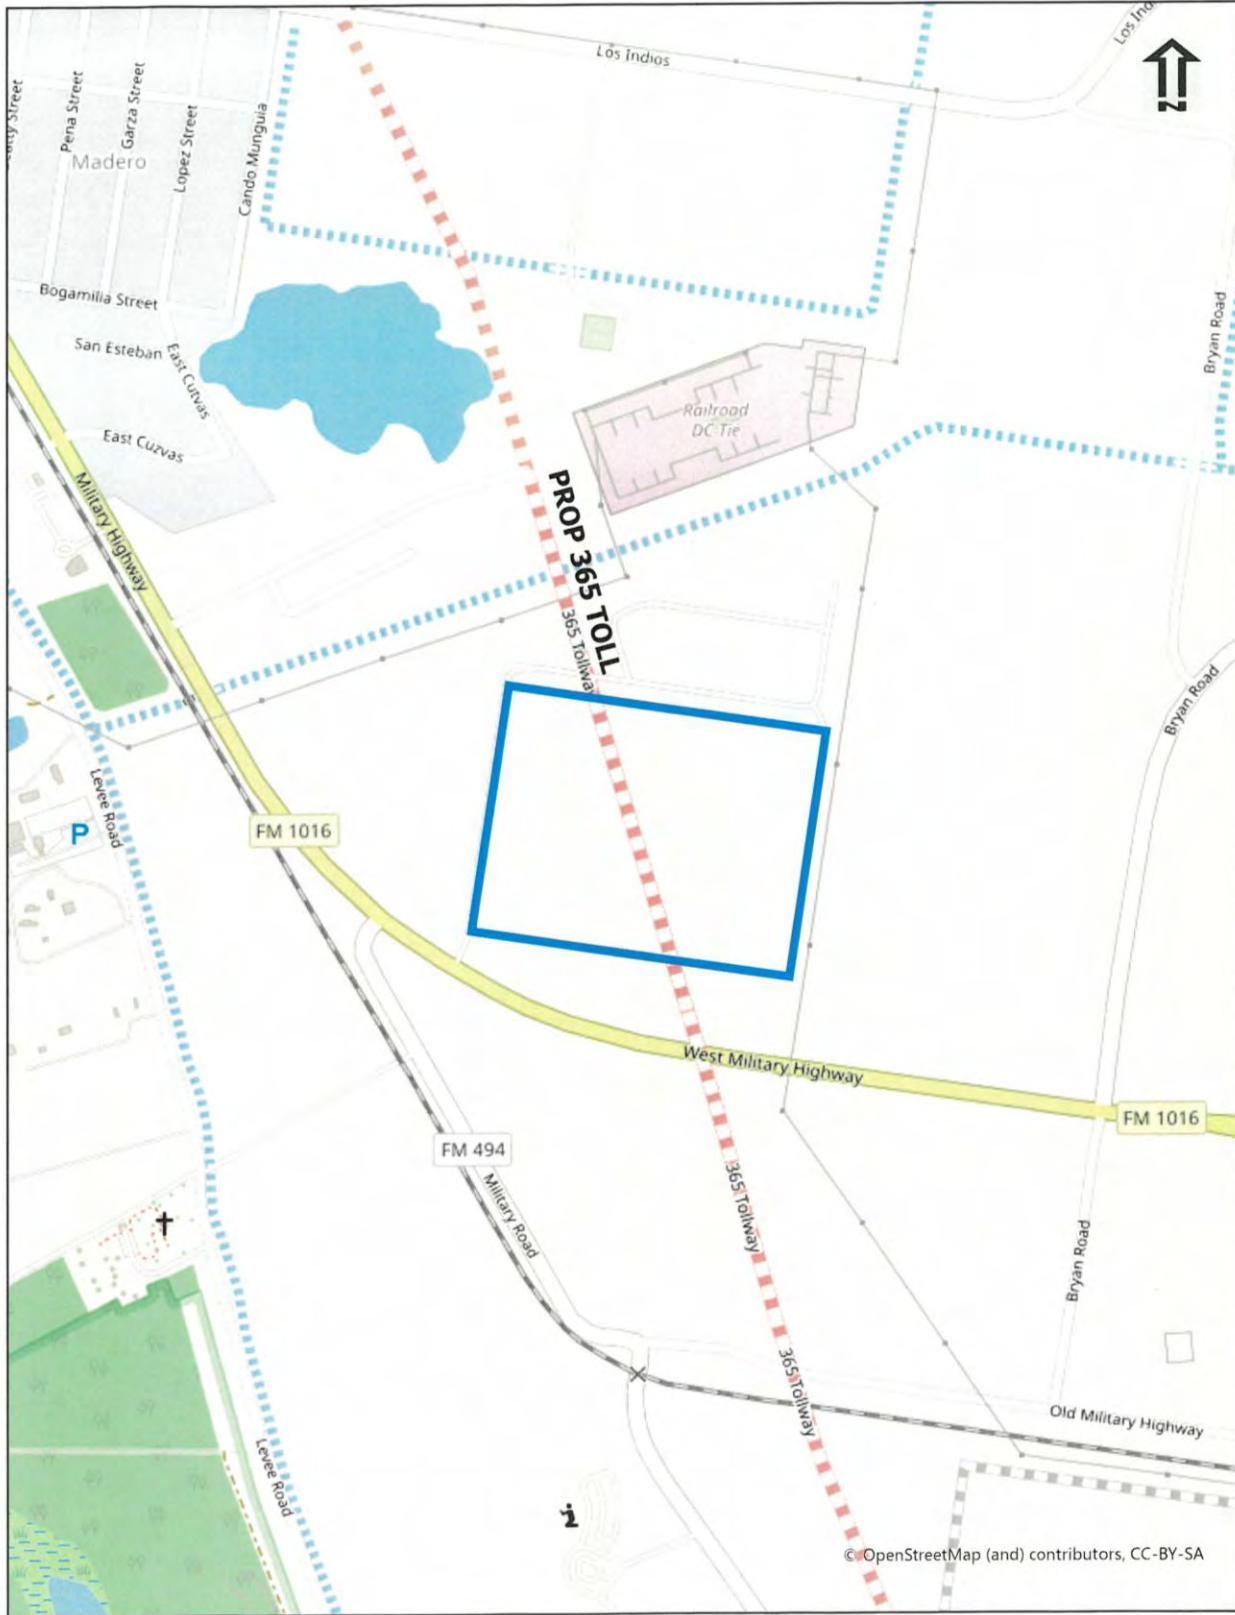 Los Indios
Pena Street
Garza Street
Lopez Street
Cando Munguia
Madero
N
Bogamilia Street
San Esteban
East Cutvas
East Cuzvas
Bryan Road
Railroad
DC Tie
Military Highway
PROP 365 TOLL
365 Tollway
Bryan Road
Levee Road
P
FM 1016
West Military Highway
FM 1016
FM 494
Military Road
365 Tollway
Bryan Road
365 Tollway
Old Military Highway
Levee Road
© OpenStreetMap (and) contributors, CC-BY-SA